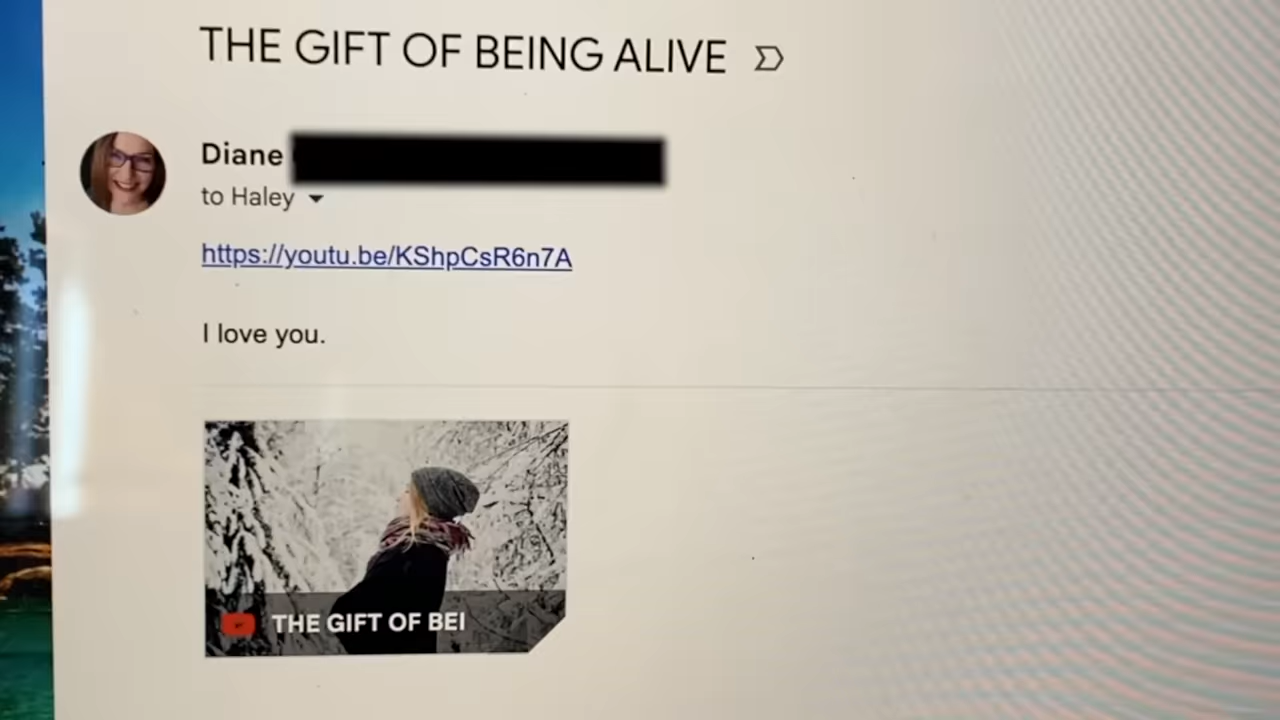 THE GIFT OF BEING ALIVE
Diane
to Haley
https://youtu.be/KShpCsR6n7A
I love you.
THE GIFT OF BEI